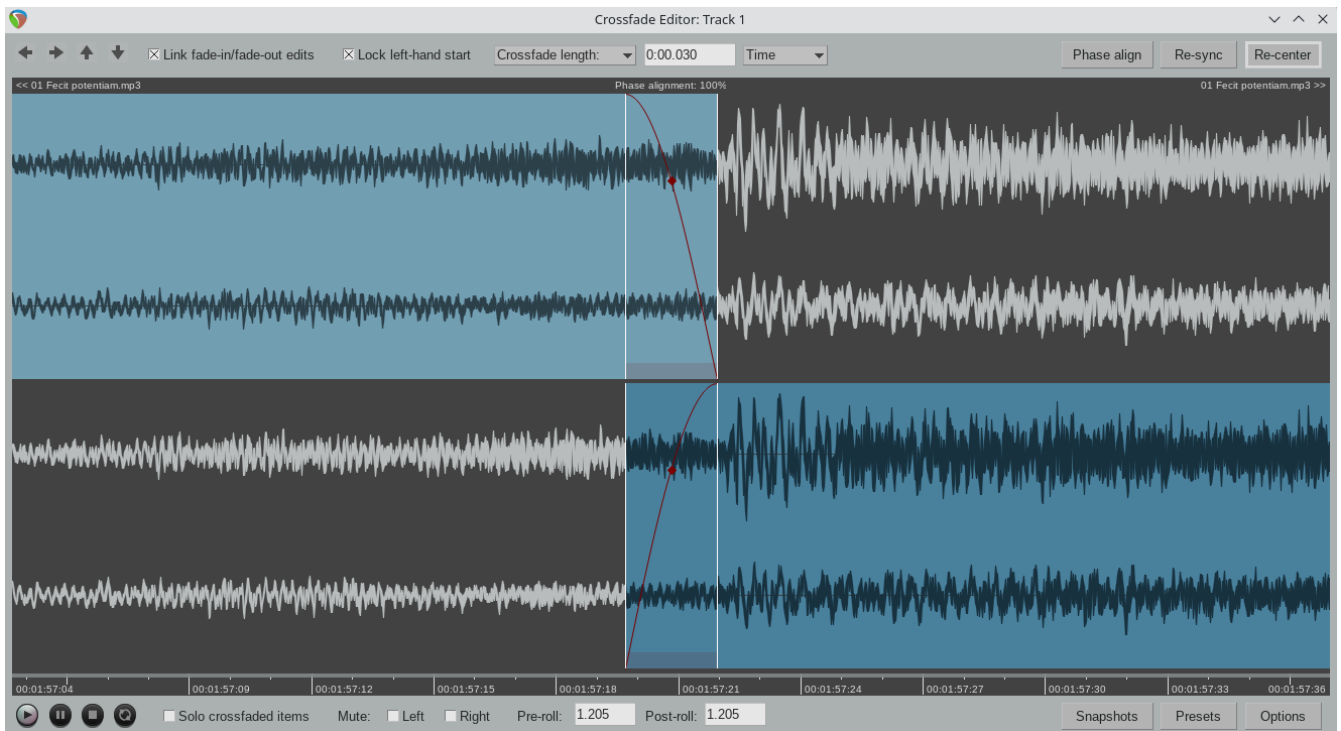 Crossfade Editor: Track 1
Link fade-in/fade-out edits Lock left-hand start Crossfade length: 0:00.030 Time Phase align Re-sync Re-center
<< 01 Fecit potentiam.mp3 Phase alignment: 100% 01 Fecit potentiam.mp3 >>
00:01:57:04 00:01:57:09 00:01:57:12 00:01:57:15 00:01:57:18 00:01:57:21 00:01:57:24 00:01:57:27 00:01:57:30 00:01:57:33 00:01:57:36
Solo crossfaded items Mute: Left Right Pre-roll: 1.205 Post-roll: 1.205 Snapshots Presets Options